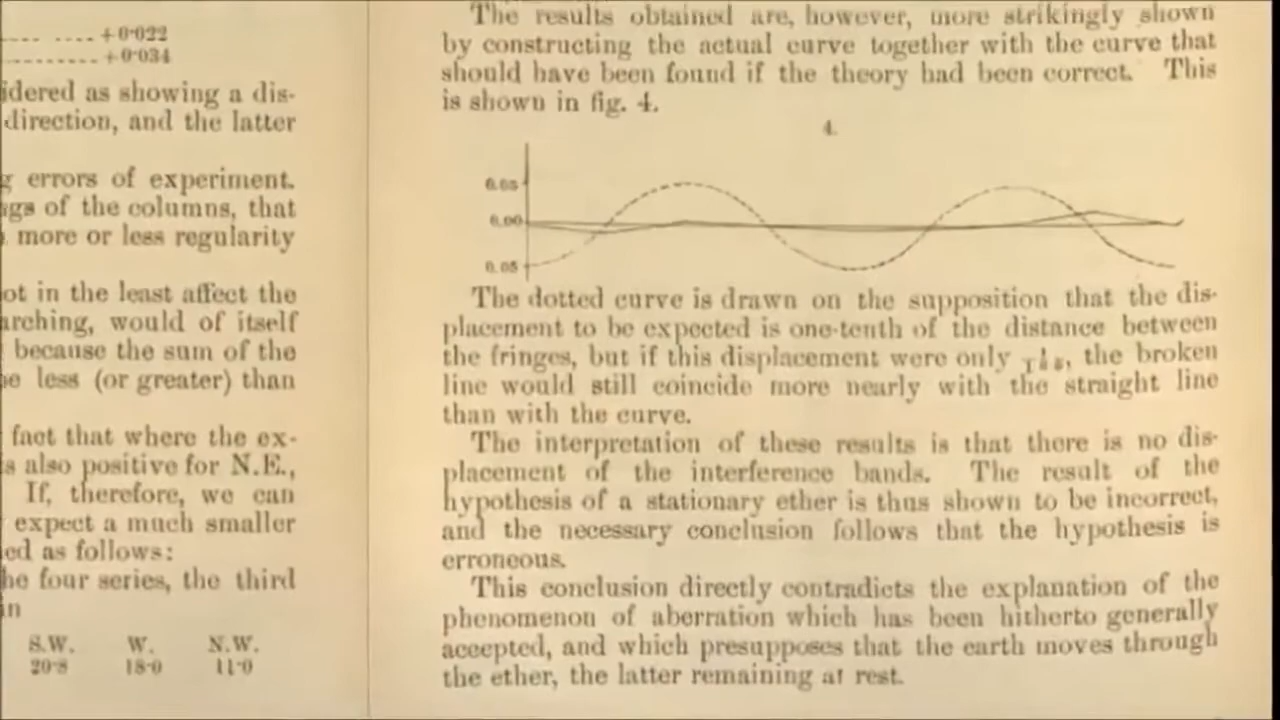 +0·022
+0·034
idered as showing a dis-
direction, and the latter
g errors of experiment.
gs of the columns, that
more or less regularity
ot in the least affect the
arching, would of itself
because the sum of the
e less (or greater) than
fact that where the ex-
s also positive for N.E.,
If, therefore, we can
expect a much smaller
ed as follows:
he four series, the third
in
S.W. W. N.W.
20·8 18·0 11·0
The results obtained are, however, more strikingly shown
by constructing the actual curve together with the curve that
should have been found if the theory had been correct. This
is shown in fig. 4.
4.
0.05
0.00
0.05
The dotted curve is drawn on the supposition that the dis-
placement to be expected is one-tenth of the distance between
the fringes, but if this displacement were only , the broken
line would still coincide more nearly with the straight line
than with the curve.
The interpretation of these results is that there is no dis-
placement of the interference bands. The result of the
hypothesis of a stationary ether is thus shown to be incorrect,
and the necessary conclusion follows that the hypothesis is
erroneous.
This conclusion directly contradicts the explanation of the
phenomenon of aberration which has been hitherto generally
accepted, and which presupposes that the earth moves through
the ether, the latter remaining at rest.